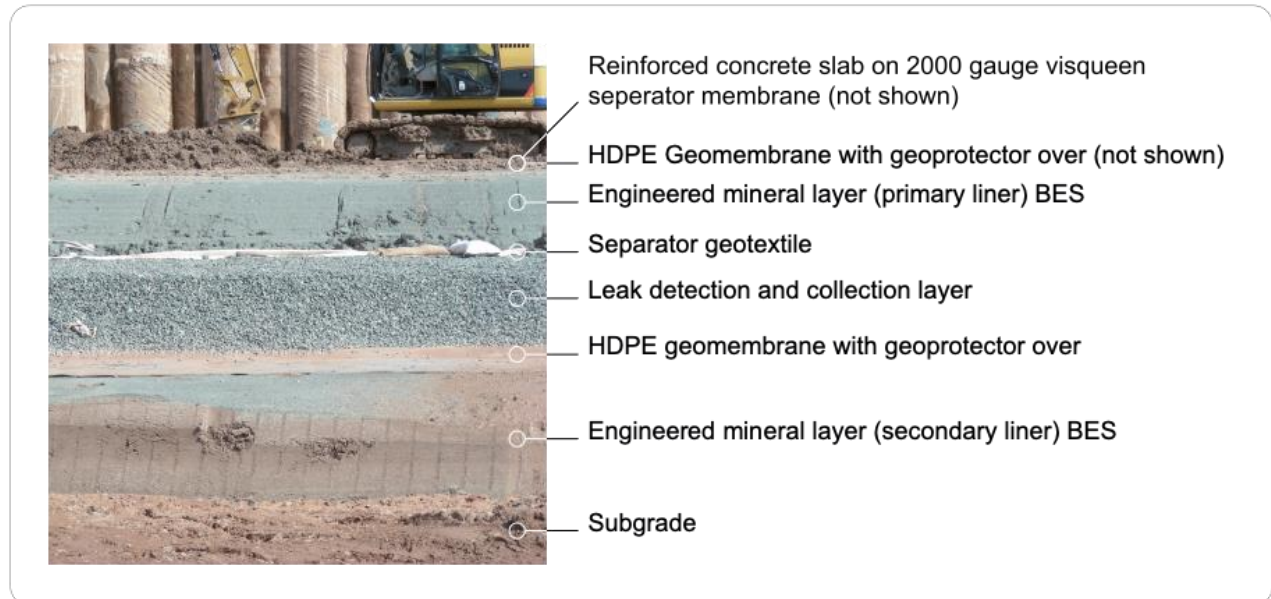 Reinforced concrete slab on 2000 gauge visqueen
seperator membrane (not shown)
HDPE Geomembrane with geoprotector over (not shown)
Engineered mineral layer (primary liner) BES
Separator geotextile
Leak detection and collection layer
HDPE geomembrane with geoprotector over
Engineered mineral layer (secondary liner) BES
Subgrade